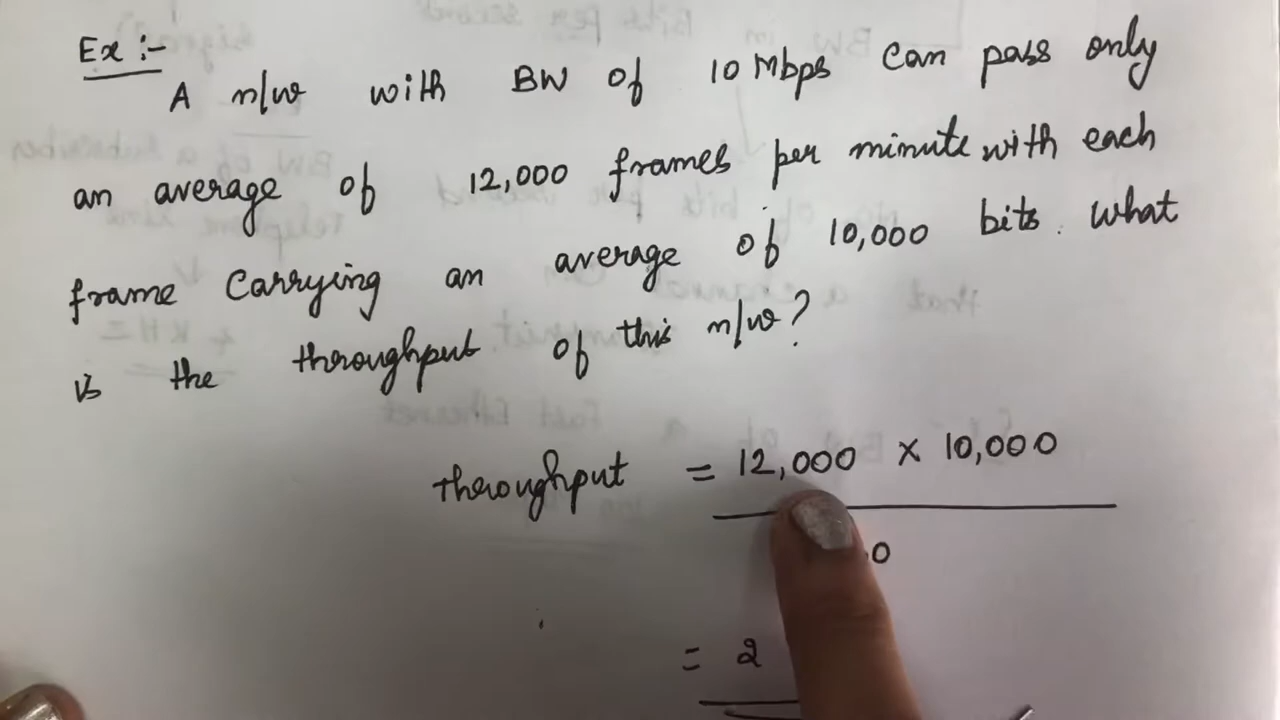 Ex :-
A n/w with BW of 10 Mbps can pass only
an average of 12,000 frames per minute with each
frame carrying an average of 10,000 bits. What
is the throughput of this n/w?
throughput = 12,000 × 10,000
0
= 2